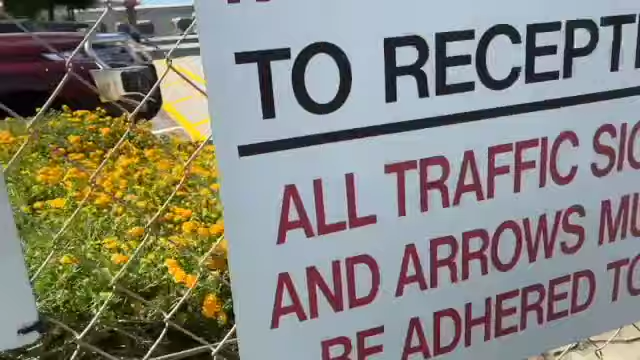 TO RECEPT
ALL TRAFFIC SIG
AND ARROWS MU
BE ADHERED TO